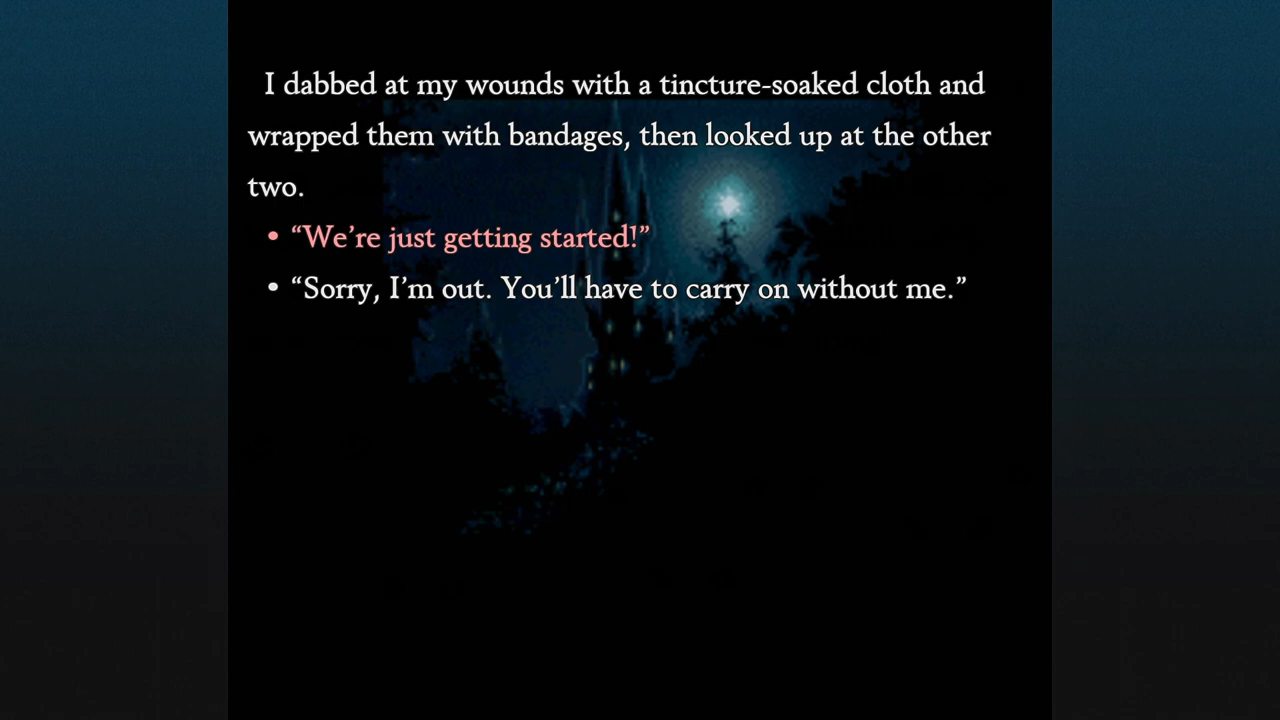 I dabbed at my wounds with a tincture-soaked cloth and
wrapped them with bandages, then looked up at the other
two.
• “We’re just getting started!”
• “Sorry, I’m out. You’ll have to carry on without me.”